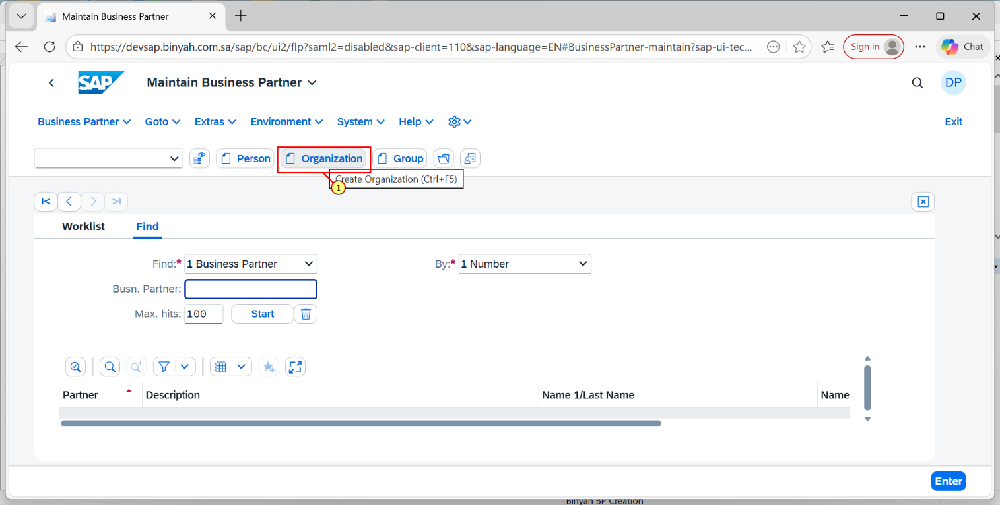 Maintain Business Partner
https://devsap.binyah.com.sa/sap/bc/ui2/flp?saml2=disabled&sap-client=110&sap-language=EN#BusinessPartner-maintain?sap-ui-tec...
Sign in
Chat
SAP
Maintain Business Partner
DP
Business Partner
Goto
Extras
Environment
System
Help
Exit
Person
Organization
Group
Create Organization (Ctrl+F5)
1
Worklist
Find
Find:* 1 Business Partner
By:* 1 Number
Busn. Partner:
Max. hits: 100
Start
Partner
Description
Name 1/Last Name
Name
Enter
Binyah BP Creation